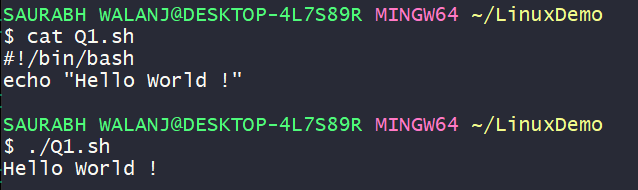 SAURABH WALANJ@DESKTOP-4L7S89R MINGW64 ~/LinuxDemo
$ cat Q1.sh
#!/bin/bash
echo "Hello World !"
SAURABH WALANJ@DESKTOP-4L7S89R MINGW64 ~/LinuxDemo
$ ./Q1.sh
Hello World !